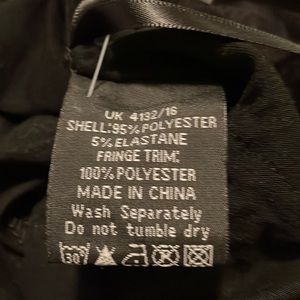 UK 4132/16
SHELL:95%POLYESTER
5%ELASTANE
FRINGE TRIM:
100%POLYESTER
MADE IN CHINA
Wash Separately
Do not tumble dry
30